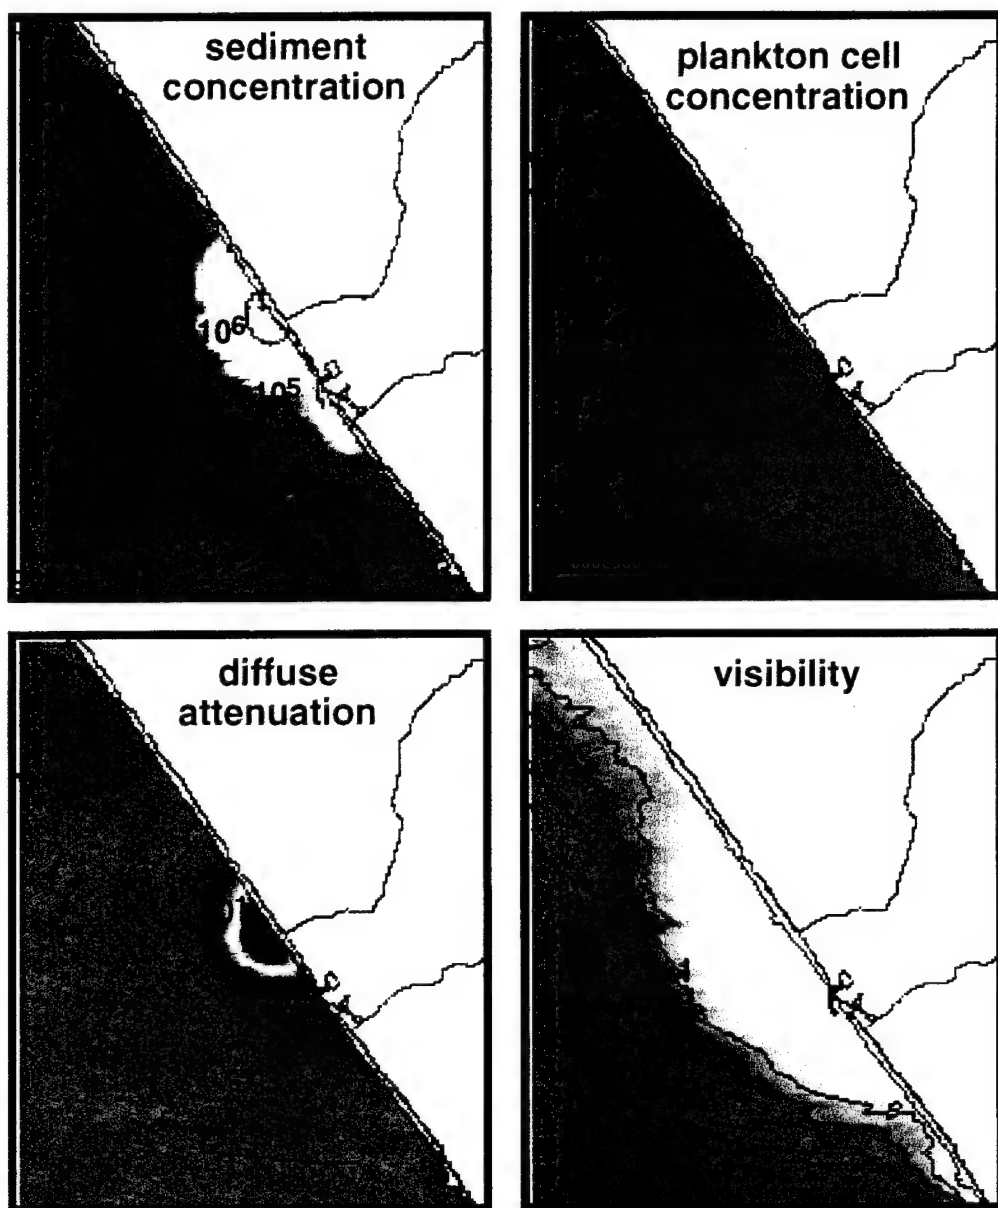 sediment
concentration
plankton cell
concentration
10⁶
10⁵
diffuse
attenuation
visibility